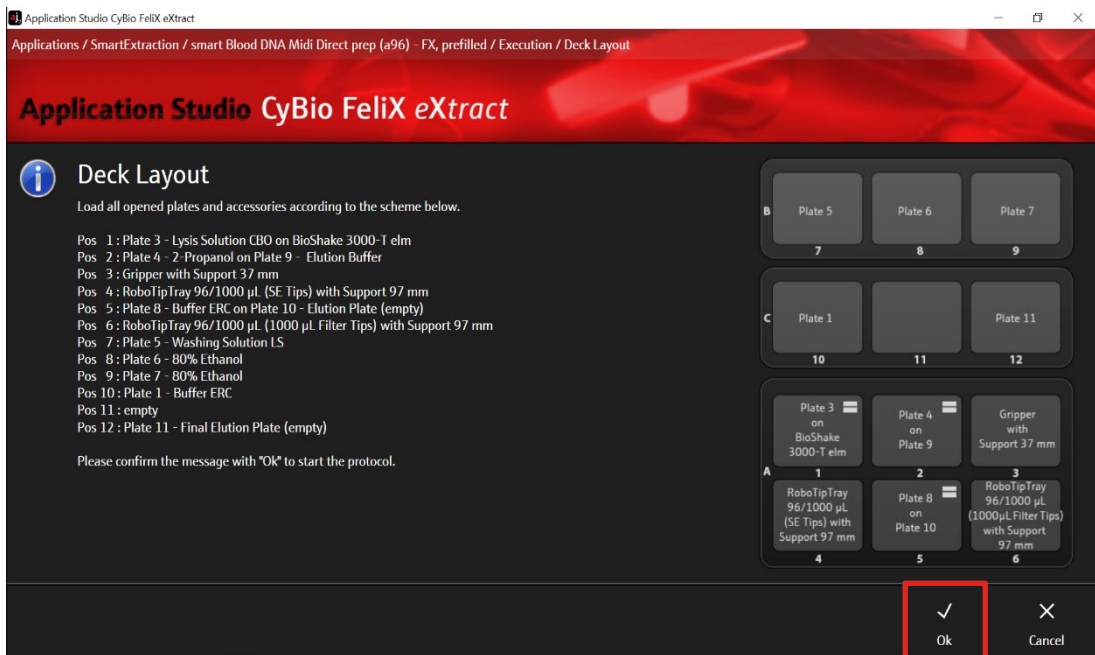 aj. Application Studio CyBio FeliX eXtract
Applications / SmartExtraction / smart Blood DNA Midi Direct prep (a96) - FX, prefilled / Execution / Deck Layout
Application Studio CyBio FeliX eXtract
Deck Layout
Load all opened plates and accessories according to the scheme below.
Pos 1 : Plate 3 - Lysis Solution CBO on BioShake 3000-T elm
Pos 2 : Plate 4 - 2-Propanol on Plate 9 - Elution Buffer
Pos 3 : Gripper with Support 37 mm
Pos 4 : RoboTipTray 96/1000 µL (SE Tips) with Support 97 mm
Pos 5 : Plate 8 - Buffer ERC on Plate 10 - Elution Plate (empty)
Pos 6 : RoboTipTray 96/1000 µL (1000 µL Filter Tips) with Support 97 mm
Pos 7 : Plate 5 - Washing Solution LS
Pos 8 : Plate 6 - 80% Ethanol
Pos 9 : Plate 7 - 80% Ethanol
Pos 10 : Plate 1 - Buffer ERC
Pos 11 : empty
Pos 12 : Plate 11 - Final Elution Plate (empty)
Please confirm the message with "Ok" to start the protocol.
B Plate 5 Plate 6 Plate 7
7 8 9
C Plate 1 Plate 11
10 11 12
Plate 3
on
BioShake
3000-T elm
Plate 4
on
Plate 9
Gripper
with
Support 37 mm
A 1 2 3
RoboTipTray
96/1000 µL
(SE Tips) with
Support 97 mm
Plate 8
on
Plate 10
RoboTipTray
96/1000 µL
(1000µL Filter Tips)
with Support
97 mm
4 5 6
Ok Cancel